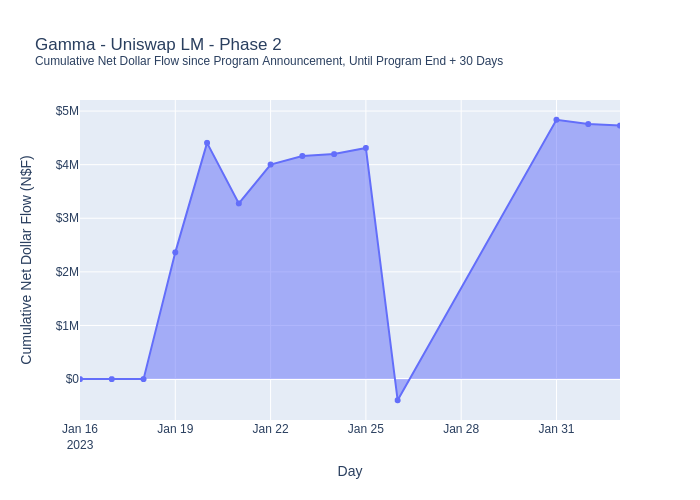 Gamma - Uniswap LM - Phase 2
Cumulative Net Dollar Flow since Program Announcement, Until Program End + 30 Days
Cumulative Net Dollar Flow (N$F)
$5M
$4M
$3M
$2M
$1M
$0
Jan 16 Jan 19 Jan 22 Jan 25 Jan 28 Jan 31
2023
Day